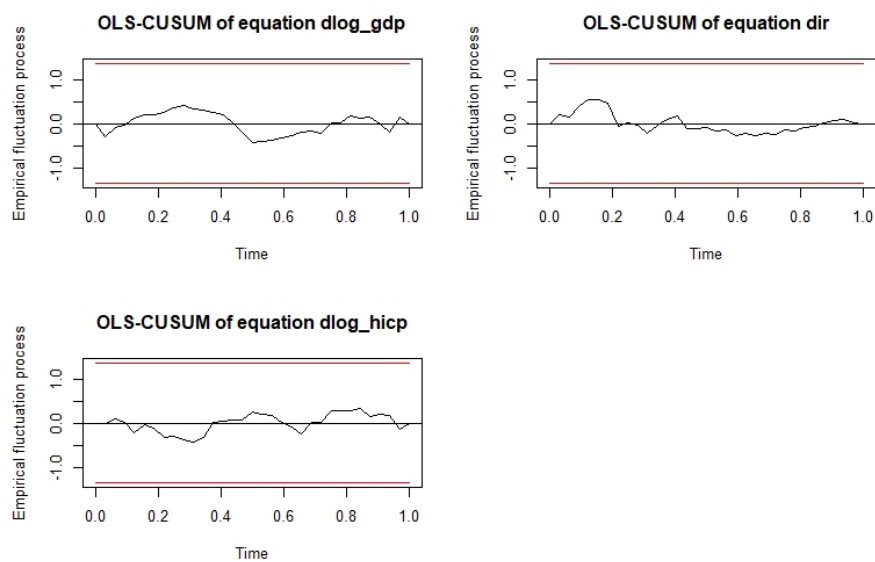 OLS-CUSUM of equation dlog_gdp
Empirical fluctuation process
1.0
0.0
-1.0
0.0 0.2 0.4 0.6 0.8 1.0
Time
OLS-CUSUM of equation dir
Empirical fluctuation process
1.0
0.0
-1.0
0.0 0.2 0.4 0.6 0.8 1.0
Time
OLS-CUSUM of equation dlog_hicp
Empirical fluctuation process
1.0
0.0
-1.0
0.0 0.2 0.4 0.6 0.8 1.0
Time